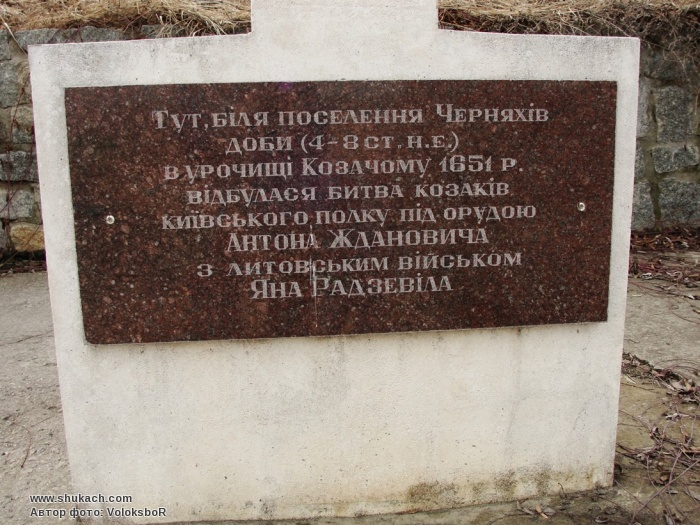 Тут, біля поселення Черняхів
доби (4-8 ст. н.е.)
в урочищі Козачому 1651 р.
відбулася битва козаків
київського полку під орудою
Антона Ждановича
з литовським військом
Яна Радзевіла
www.shukach.com
Автор фото: VoloksboR